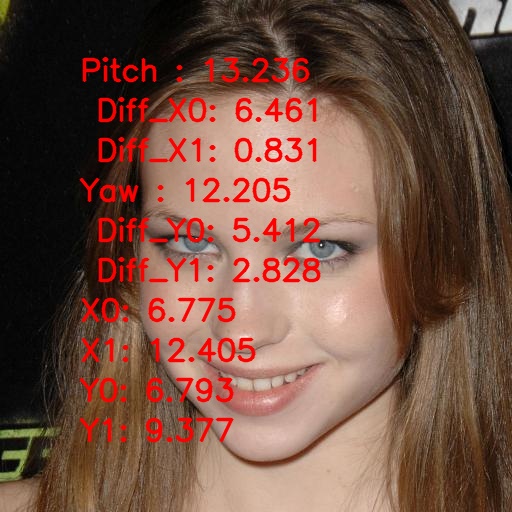 Pitch : 13.236
Diff_X0: 6.461
Diff_X1: 0.831
Yaw : 12.205
Diff_Y0: 5.412
Diff_Y1: 2.828
X0: 6.775
X1: 12.405
Y0: 6.793
Y1: 9.377